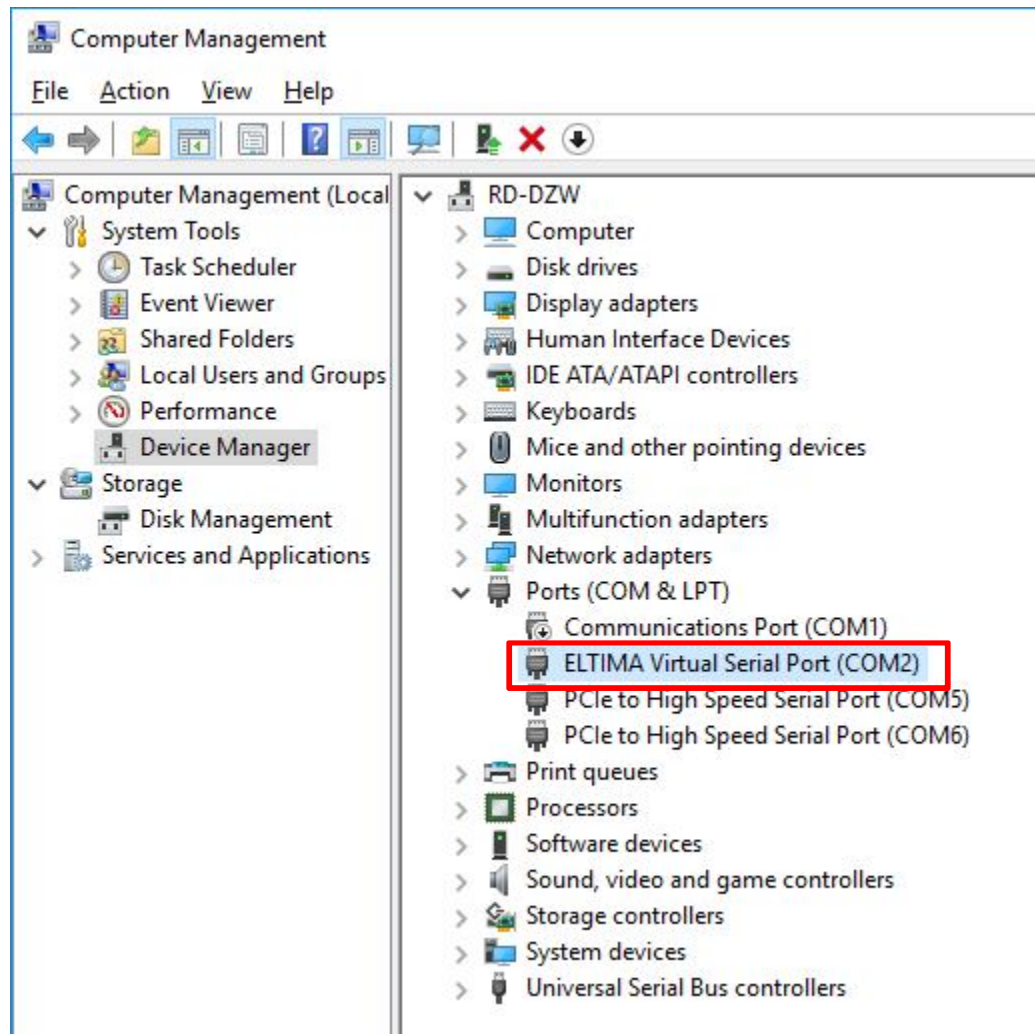 Computer Management
File Action View Help
Computer Management (Local
System Tools
Task Scheduler
Event Viewer
Shared Folders
Local Users and Groups
Performance
Device Manager
Storage
Disk Management
Services and Applications
RD-DZW
Computer
Disk drives
Display adapters
Human Interface Devices
IDE ATA/ATAPI controllers
Keyboards
Mice and other pointing devices
Monitors
Multifunction adapters
Network adapters
Ports (COM & LPT)
Communications Port (COM1)
ELTIMA Virtual Serial Port (COM2)
PCIe to High Speed Serial Port (COM5)
PCIe to High Speed Serial Port (COM6)
Print queues
Processors
Software devices
Sound, video and game controllers
Storage controllers
System devices
Universal Serial Bus controllers